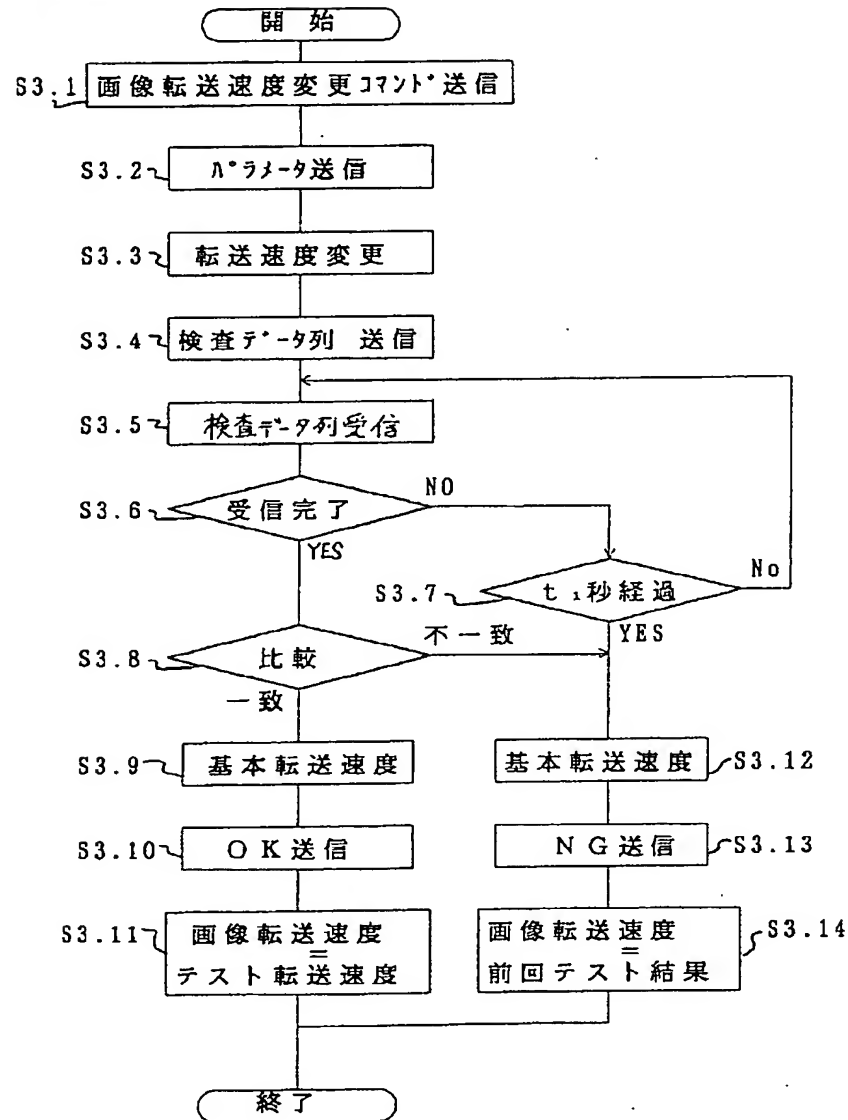 開始
S3.1 画像転送速度変更コマンド送信
S3.2 パラメータ送信
S3.3 転送速度変更
S3.4 検査データ列 送信
S3.5 検査データ列受信
S3.6 受信完了 NO
YES
S3.7 t₁秒経過 No
YES
S3.8 比較 不一致
一致
S3.9 基本転送速度
基本転送速度 S3.12
S3.10 OK送信
NG送信 S3.13
S3.11 画像転送速度
=
テスト転送速度
画像転送速度 S3.14
=
前回テスト結果
終了